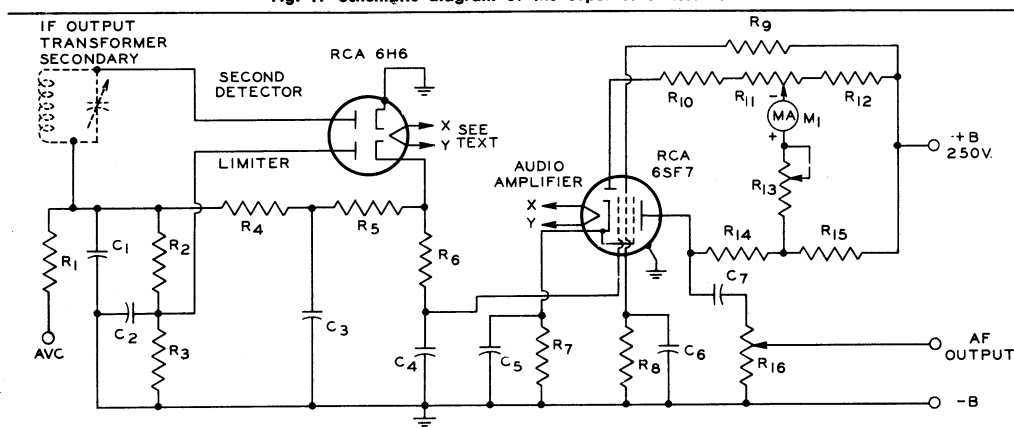 IF OUTPUT
TRANSFORMER
SECONDARY
SECOND
DETECTOR
RCA 6H6
X
Y
SEE
TEXT
LIMITER
R9
R10
R11
R12
-
MA
M1
+
R13
-+B
250V.
AUDIO
AMPLIFIER
RCA
6SF7
X
Y
R14
R15
R1
C1
R2
R4
R5
R6
C2
R3
C3
C4
C5
R7
R8
C6
C7
R16
AVC
AF
OUTPUT
-B